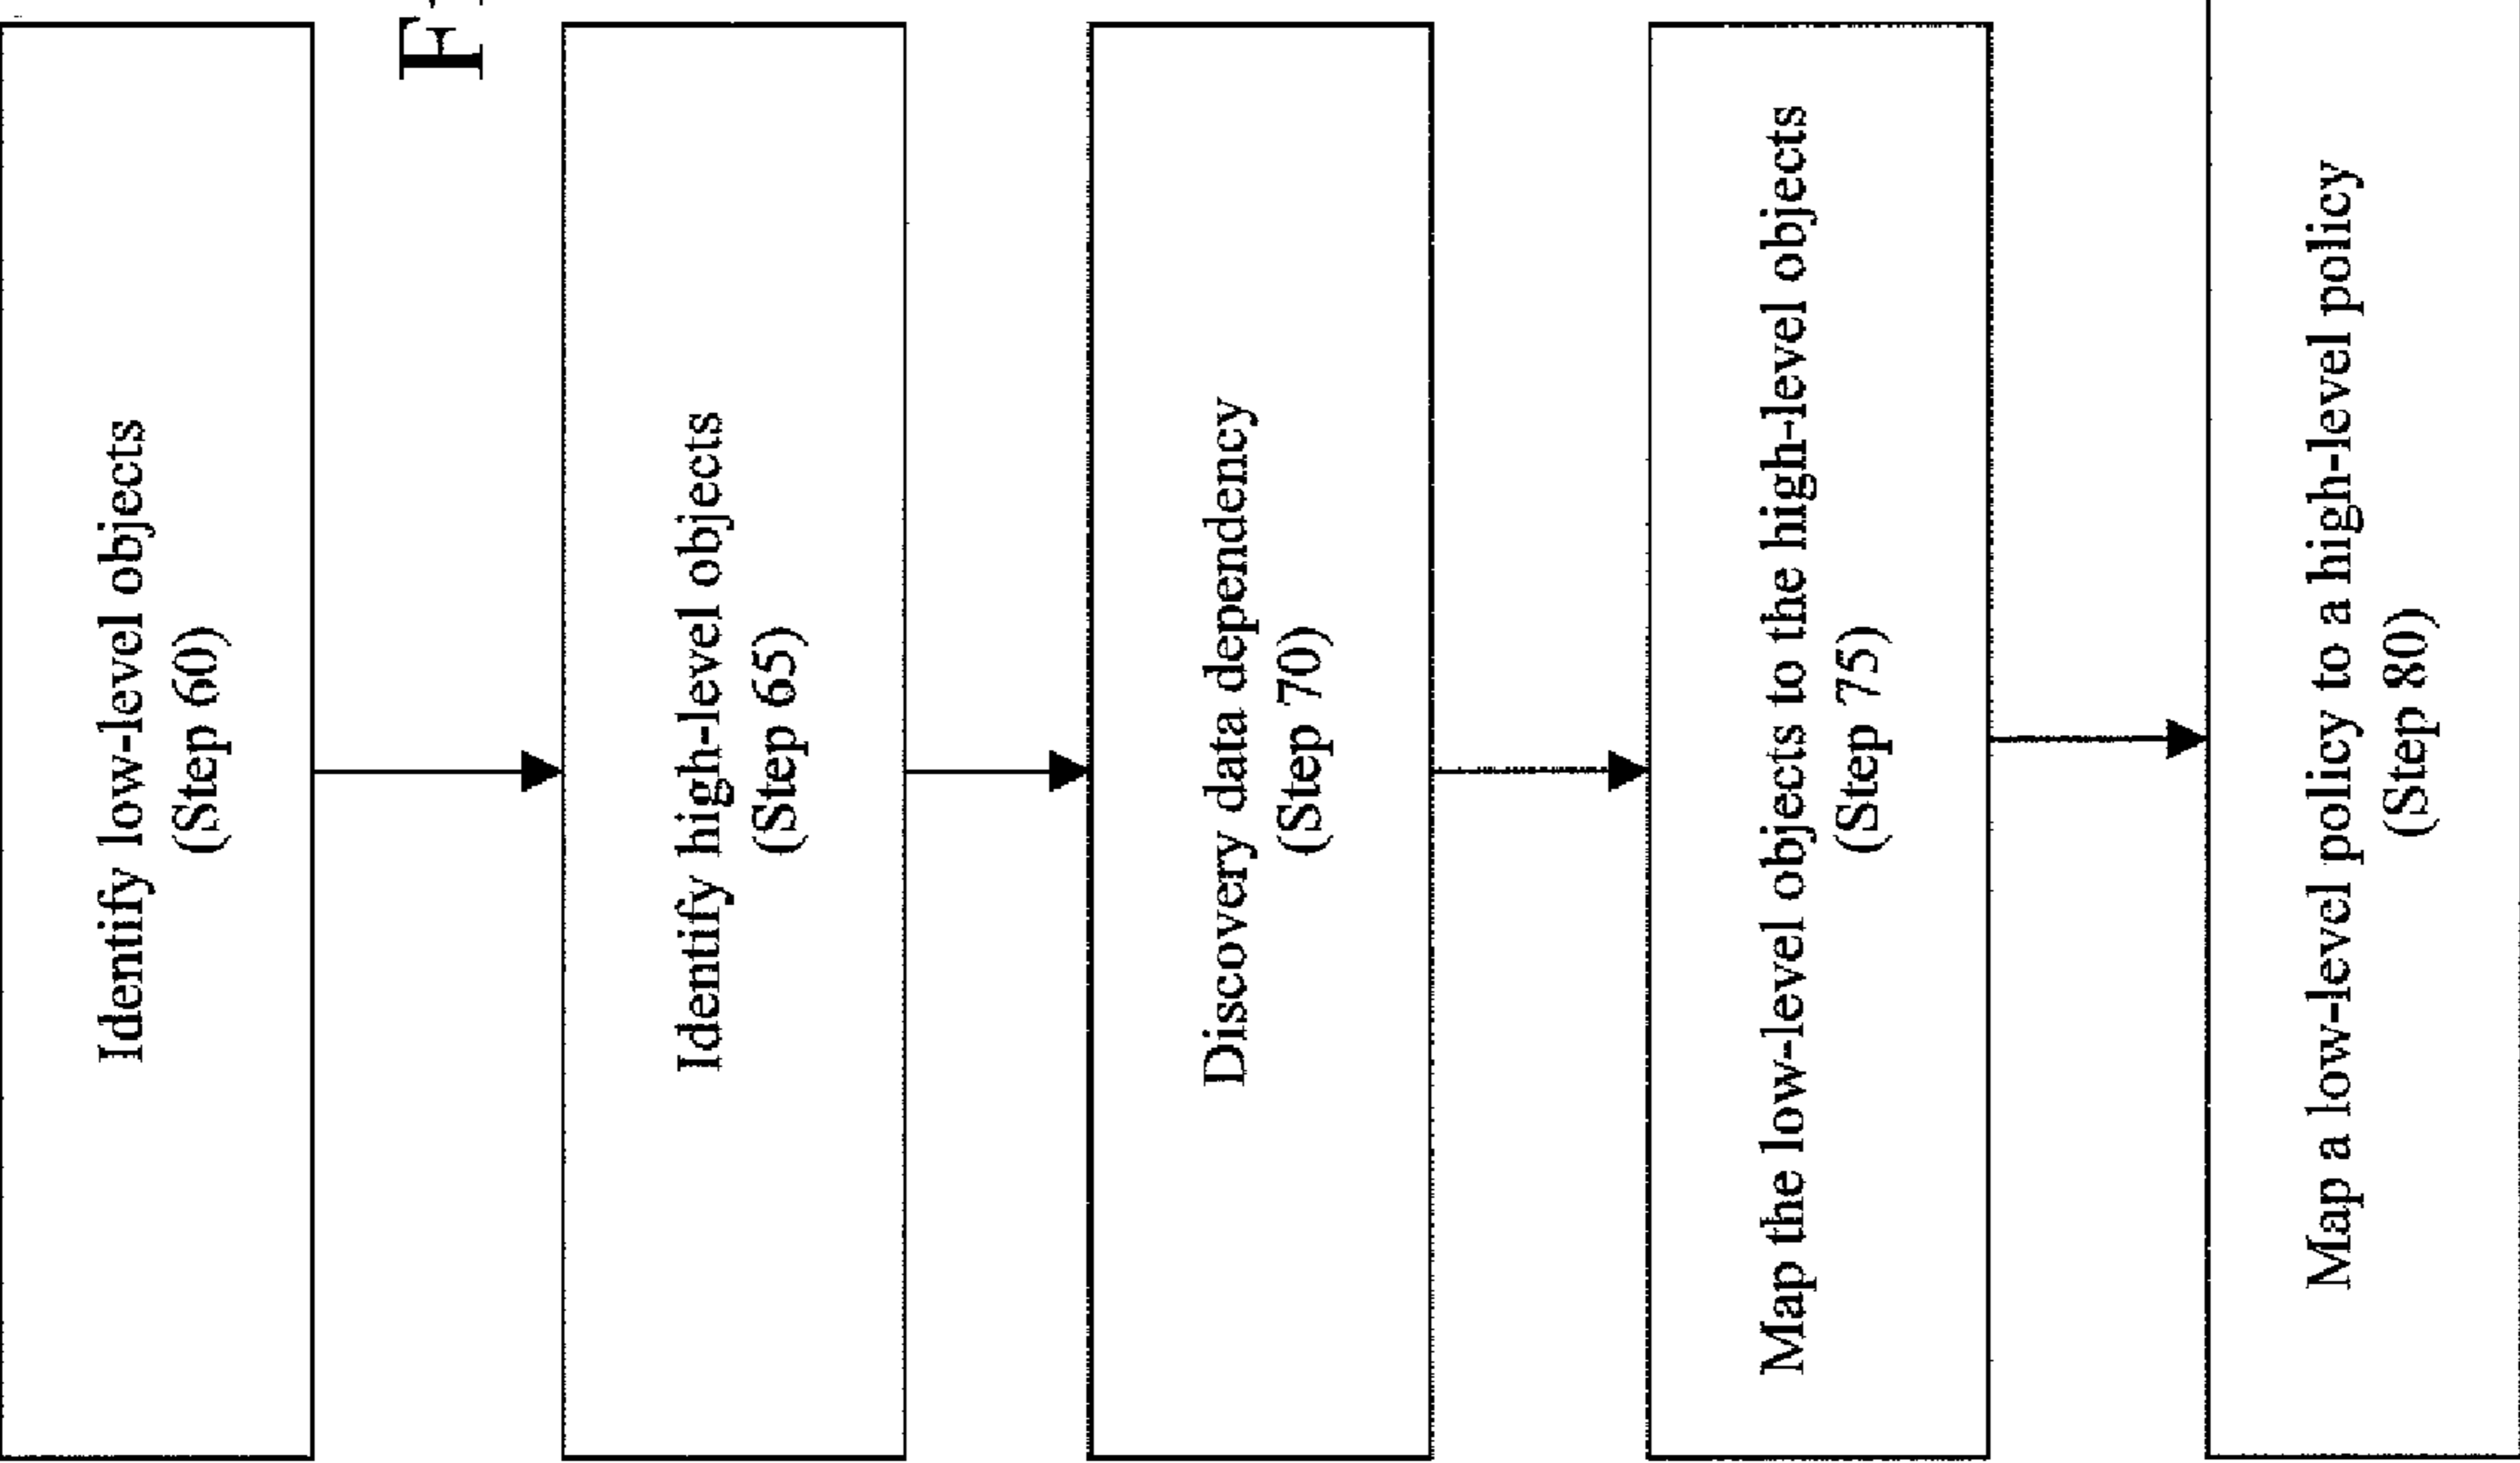 Identify low-level objects
(Step 60)
Identify high-level objects
(Step 65)
Discovery data dependency
(Step 70)
Map the low-level objects to the high-level objects
(Step 75)
Map a low-level policy to a high-level policy
(Step 80)